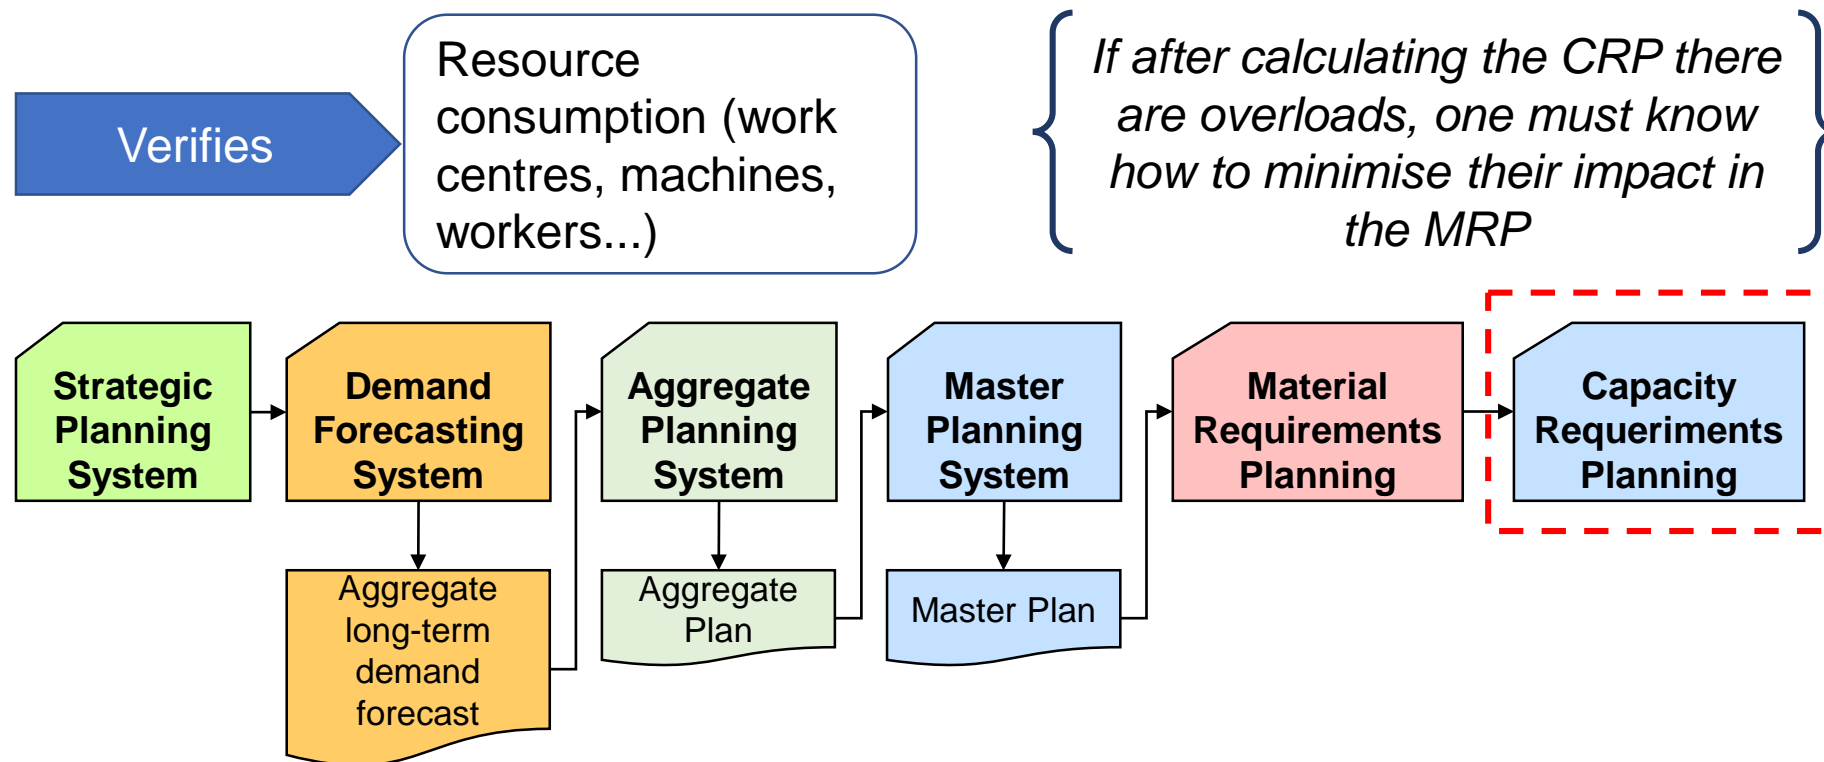 Verifies
Resource
consumption (work
centres, machines,
workers...)
If after calculating the CRP there
are overloads, one must know
how to minimise their impact in
the MRP
Strategic
Planning
System
Demand
Forecasting
System
Aggregate
Planning
System
Master
Planning
System
Material
Requirements
Planning
Capacity
Requeriments
Planning
Aggregate
long-term
demand
forecast
Aggregate
Plan
Master Plan